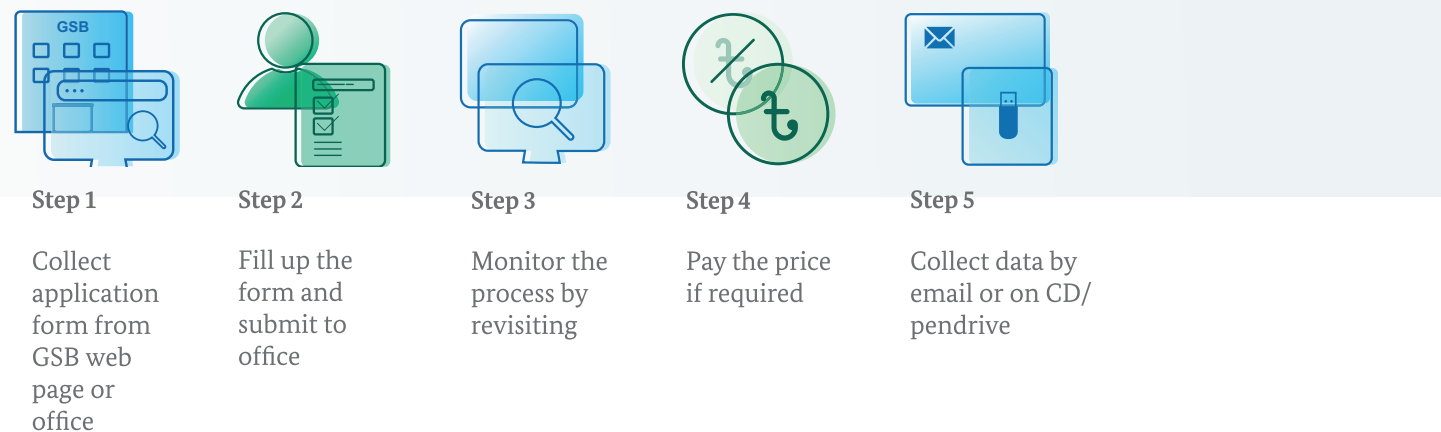 GSB
Step 1
Collect
application
form from
GSB web
page or
office
Step 2
Fill up the
form and
submit to
office
Step 3
Monitor the
process by
revisiting
Step 4
Pay the price
if required
Step 5
Collect data by
email or on CD/
pendrive